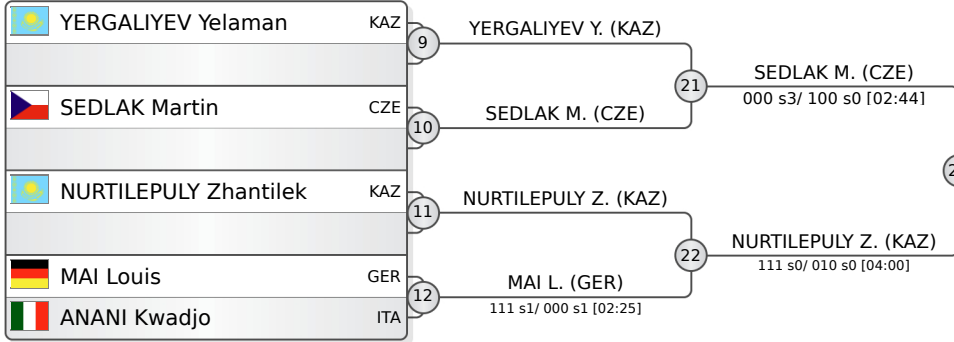 YERGALIYEV Yelaman KAZ
9
YERGALIYEV Y. (KAZ)
21
SEDLAK M. (CZE)
000 s3/ 100 s0 [02:44]
SEDLAK Martin CZE
10
SEDLAK M. (CZE)
NURTILEPULY Zhantilek KAZ
11
NURTILEPULY Z. (KAZ)
22
NURTILEPULY Z. (KAZ)
111 s0/ 010 s0 [04:00]
MAI Louis GER
12
MAI L. (GER)
111 s1/ 000 s1 [02:25]
ANANI Kwadjo ITA